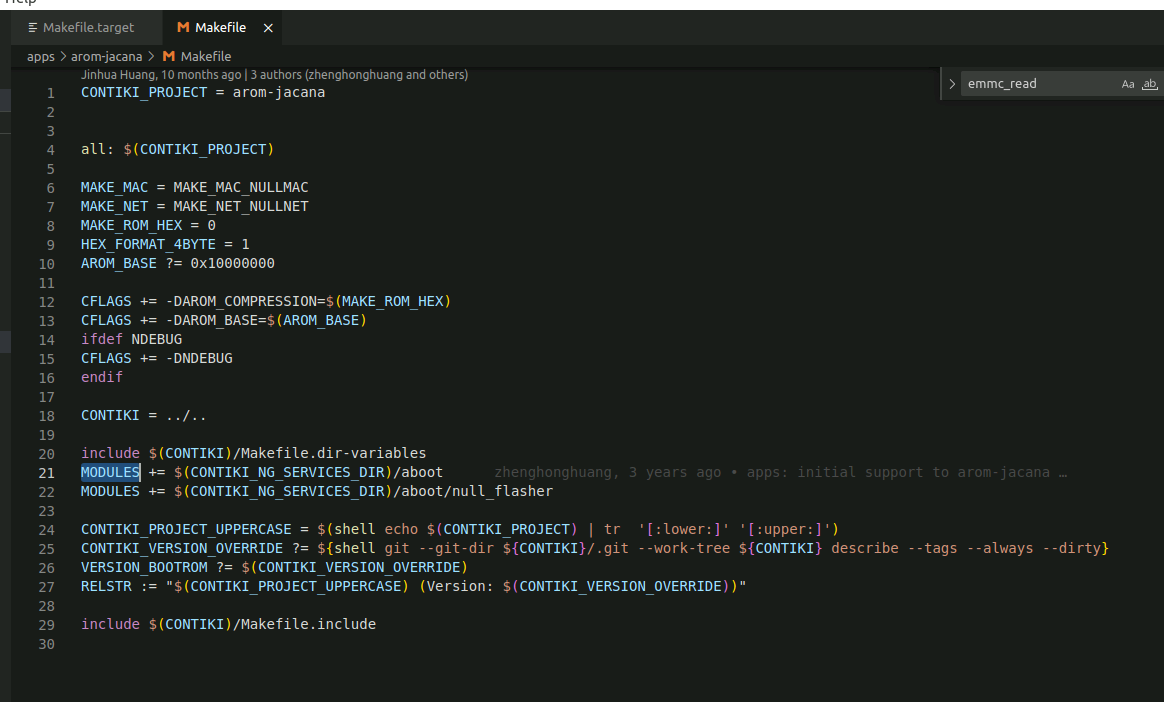 Help
Makefile.target
M Makefile ×
apps > arom-jacana > M Makefile
Jinhua Huang, 10 months ago | 3 authors (zhenghonghuang and others)
> emmc_read Aa ab
1 CONTIKI_PROJECT = arom-jacana
2
3
4 all: $(CONTIKI_PROJECT)
5
6 MAKE_MAC = MAKE_MAC_NULLMAC
7 MAKE_NET = MAKE_NET_NULLNET
8 MAKE_ROM_HEX = 0
9 HEX_FORMAT_4BYTE = 1
10 AROM_BASE ?= 0x10000000
11
12 CFLAGS += -DAROM_COMPRESSION=$(MAKE_ROM_HEX)
13 CFLAGS += -DAROM_BASE=$(AROM_BASE)
14 ifdef NDEBUG
15 CFLAGS += -DNDEBUG
16 endif
17
18 CONTIKI = ../..
19
20 include $(CONTIKI)/Makefile.dir-variables
21 MODULES += $(CONTIKI_NG_SERVICES_DIR)/aboot zhenghonghuang, 3 years ago • apps: initial support to arom-jacana …
22 MODULES += $(CONTIKI_NG_SERVICES_DIR)/aboot/null_flasher
23
24 CONTIKI_PROJECT_UPPERCASE = $(shell echo $(CONTIKI_PROJECT) | tr  '[:lower:]' '[:upper:]')
25 CONTIKI_VERSION_OVERRIDE ?= ${shell git --git-dir ${CONTIKI}/.git --work-tree ${CONTIKI} describe --tags --always --dirty}
26 VERSION_BOOTROM ?= $(CONTIKI_VERSION_OVERRIDE)
27 RELSTR := "$(CONTIKI_PROJECT_UPPERCASE) (Version: $(CONTIKI_VERSION_OVERRIDE))"
28
29 include $(CONTIKI)/Makefile.include
30